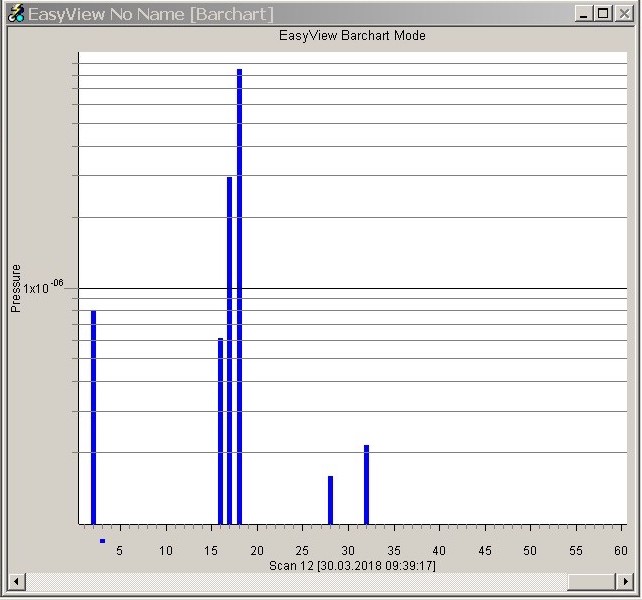 EasyView No Name [Barchart]
EasyView Barchart Mode
Pressure
1x10 -06
5 10 15 20 25 30 35 40 45 50 55 60
Scan 12 [30.03.2018 09:39:17]